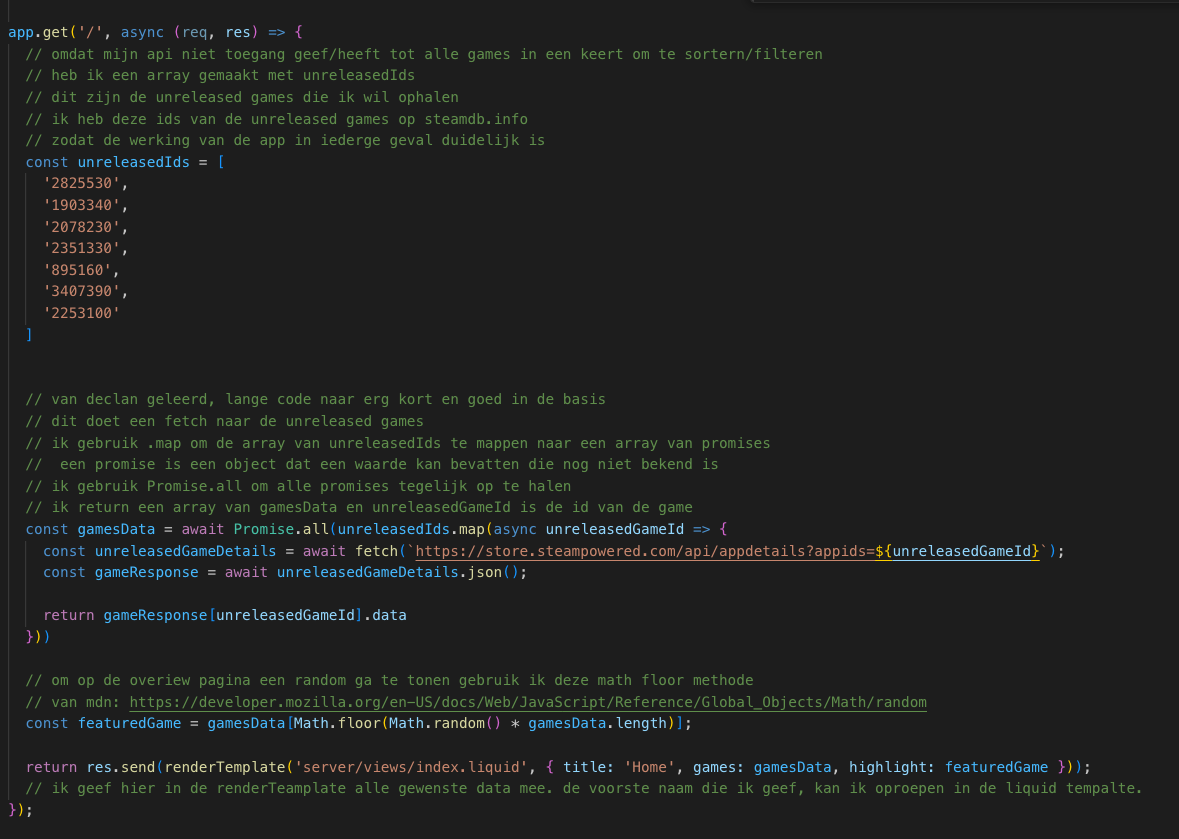 app.get('/', async (req, res) => {
// omdat mijn api niet toegang geef/heeft tot alle games in een keert om te sortern/filteren
// heb ik een array gemaakt met unreleasedIds
// dit zijn de unreleased games die ik wil ophalen
// ik heb deze ids van de unreleased games op steamdb.info
// zodat de werking van de app in iederge geval duidelijk is
const unreleasedIds = [
'2825530',
'1903340',
'2078230',
'2351330',
'895160',
'3407390',
'2253100'
]
// van declan geleerd, lange code naar erg kort en goed in de basis
// dit doet een fetch naar de unreleased games
// ik gebruik .map om de array van unreleasedIds te mappen naar een array van promises
//  een promise is een object dat een waarde kan bevatten die nog niet bekend is
// ik gebruik Promise.all om alle promises tegelijk op te halen
// ik return een array van gamesData en unreleasedGameId is de id van de game
const gamesData = await Promise.all(unreleasedIds.map(async unreleasedGameId => {
const unreleasedGameDetails = await fetch(`https://store.steampowered.com/api/appdetails?appids=${unreleasedGameId}`);
const gameResponse = await unreleasedGameDetails.json();
return gameResponse[unreleasedGameId].data
}))
// om op de overiew pagina een random ga te tonen gebruik ik deze math floor methode
// van mdn: https://developer.mozilla.org/en-US/docs/Web/JavaScript/Reference/Global_Objects/Math/random
const featuredGame = gamesData[Math.floor(Math.random() * gamesData.length)];
return res.send(renderTemplate('server/views/index.liquid', { title: 'Home', games: gamesData, highlight: featuredGame }));
// ik geef hier in de renderTeamplate alle gewenste data mee. de voorste naam die ik geef, kan ik oproepen in de liquid tempalte.
});